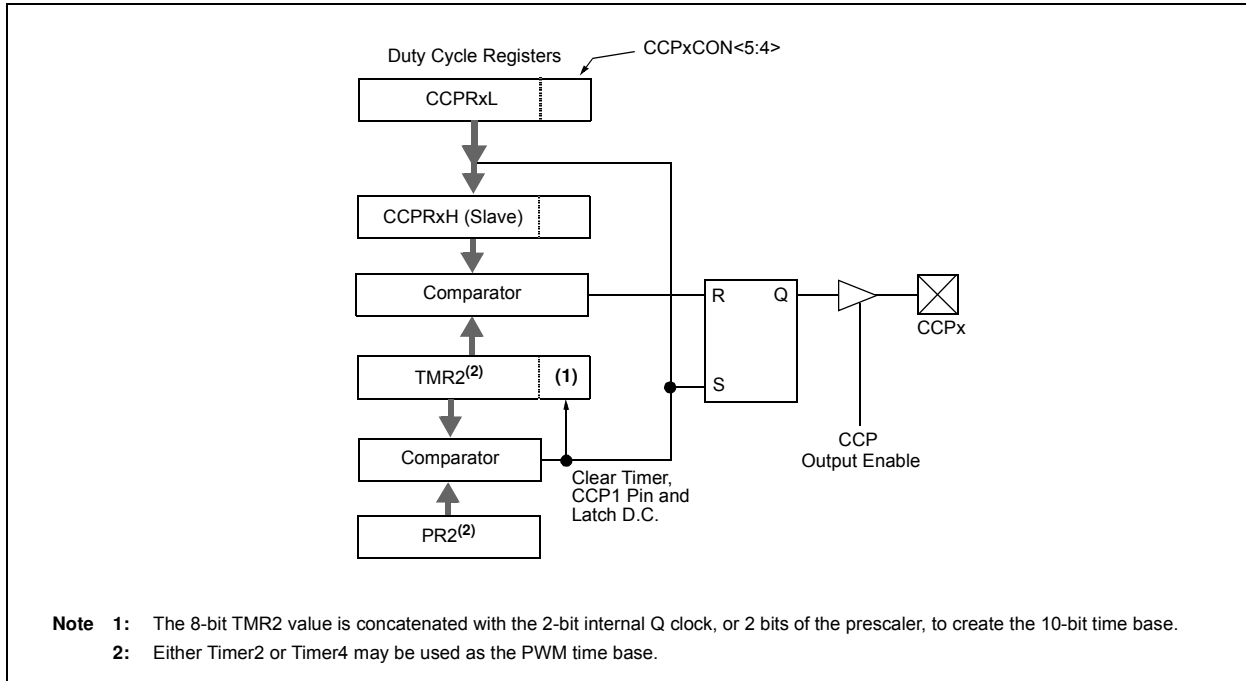 Duty Cycle Registers
CCPxCON<5:4>
CCPRxL
CCPRxH (Slave)
Comparator
R Q
CCPx
TMR2(2) (1)
S
Comparator
CCP
Output Enable
Clear Timer,
CCP1 Pin and
Latch D.C.
PR2(2)
Note 1: The 8-bit TMR2 value is concatenated with the 2-bit internal Q clock, or 2 bits of the prescaler, to create the 10-bit time base.
2: Either Timer2 or Timer4 may be used as the PWM time base.